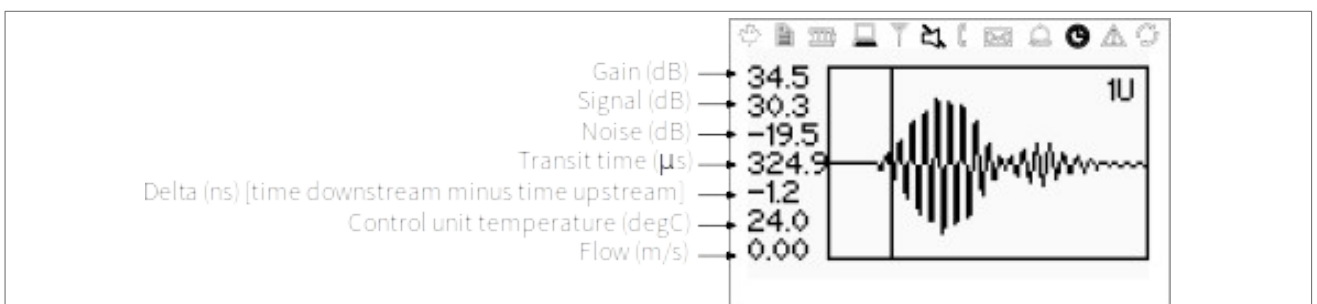 1U
Gain (dB) 34.5
Signal (dB) 30.3
Noise (dB) -19.5
Transit time (µs) 324.9
Delta (ns) [time downstream minus time upstream] -1.2
Control unit temperature (degC) 24.0
Flow (m/s) 0.00